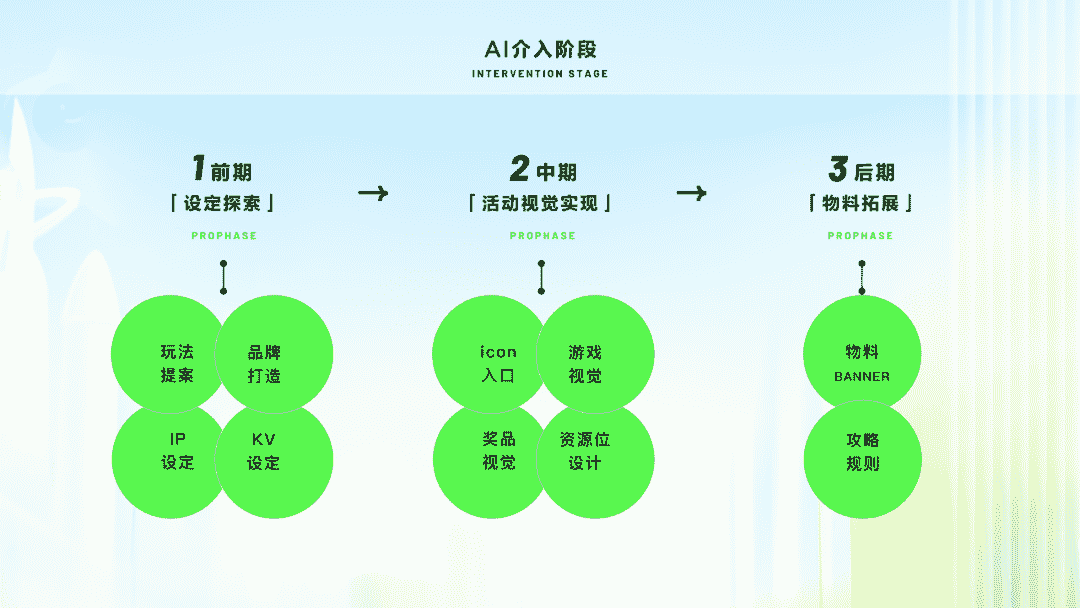 AI介入阶段
INTERVENTION STAGE
1 前期
「设定探索」
PROPHASE
玩法
提案
品牌
打造
IP
设定
KV
设定
2 中期
「活动视觉实现」
PROPHASE
icon
入口
游戏
视觉
奖品
视觉
资源位
设计
3 后期
「物料拓展」
PROPHASE
物料
BANNER
攻略
规则